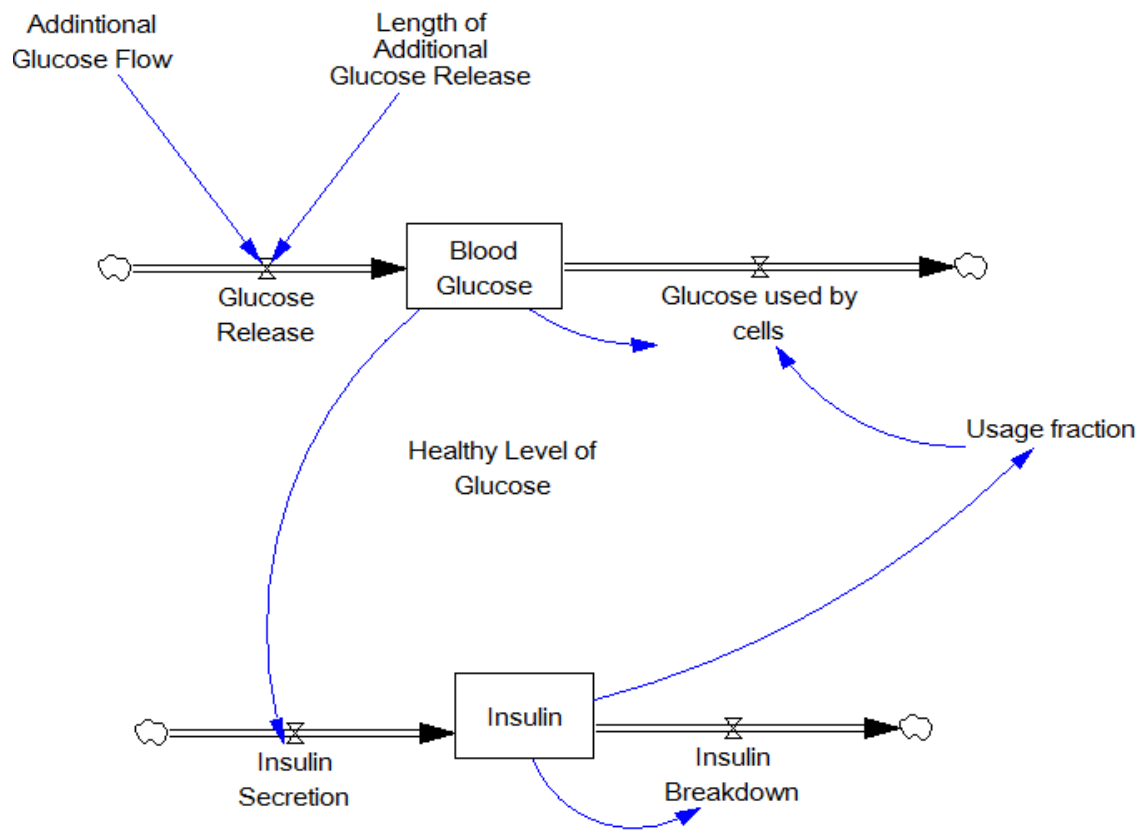 Addintional
Glucose Flow
Length of
Additional
Glucose Release
Blood
Glucose
Glucose
Release
Glucose used by
cells
Usage fraction
Healthy Level of
Glucose
Insulin
Insulin
Secretion
Insulin
Breakdown